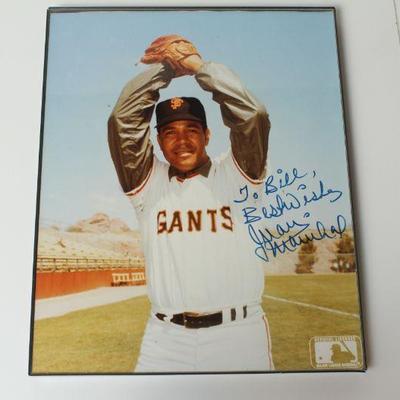 SF
GIANTS
To Bill,
Best Wishes
Juan
Marichal